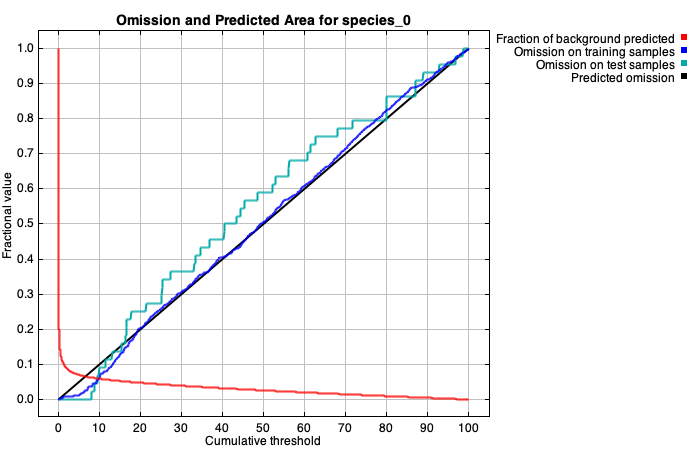 Omission and Predicted Area for species_0
Fraction of background predicted
Omission on training samples
Omission on test samples
Predicted omission
Fractional value
1.0
0.9
0.8
0.7
0.6
0.5
0.4
0.3
0.2
0.1
0.0
0 10 20 30 40 50 60 70 80 90 100
Cumulative threshold